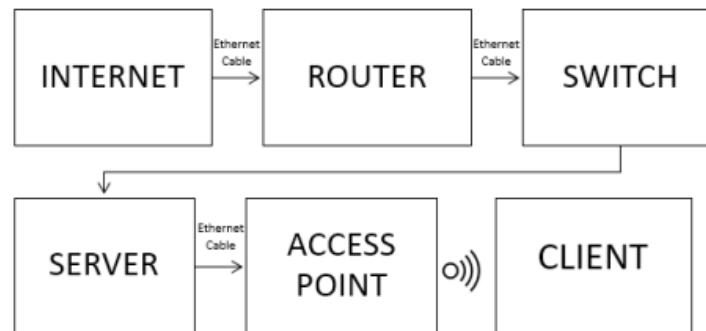 INTERNET
Ethernet
Cable
ROUTER
Ethernet
Cable
SWITCH
SERVER
Ethernet
Cable
ACCESS
POINT
CLIENT